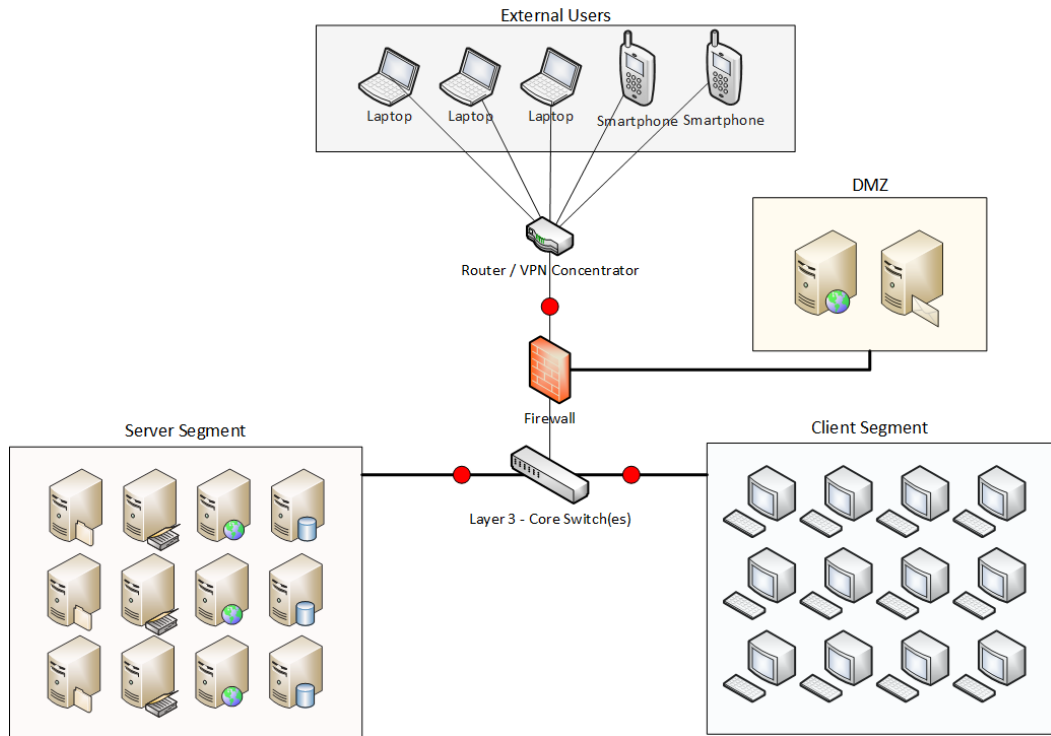 External Users
Laptop
Laptop
Laptop
Smartphone
Smartphone
DMZ
Router / VPN Concentrator
Firewall
Server Segment
Client Segment
Layer 3 - Core Switch(es)